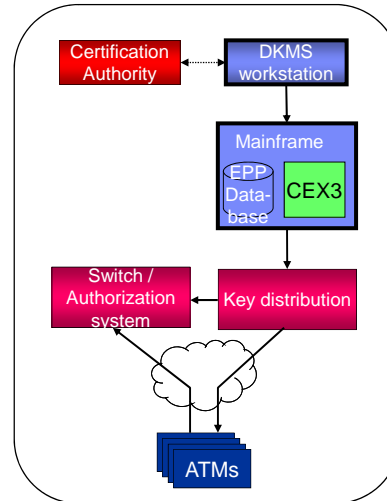 Certification
Authority
DKMS
workstation
Mainframe
EPP
Data-
base
CEX3
Switch /
Authorization
system
Key distribution
ATMs